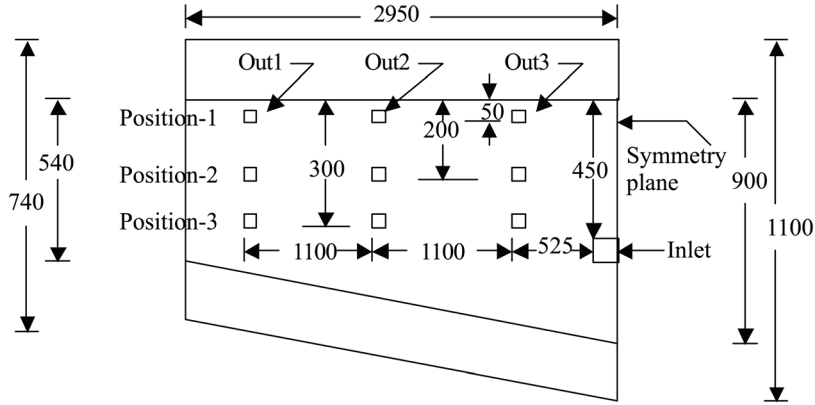 2950
Out1
Out2
Out3
50
Position-1
200
540
Symmetry
plane
300
450
Position-2
900
740
Position-3
1100
1100
1100
525
Inlet